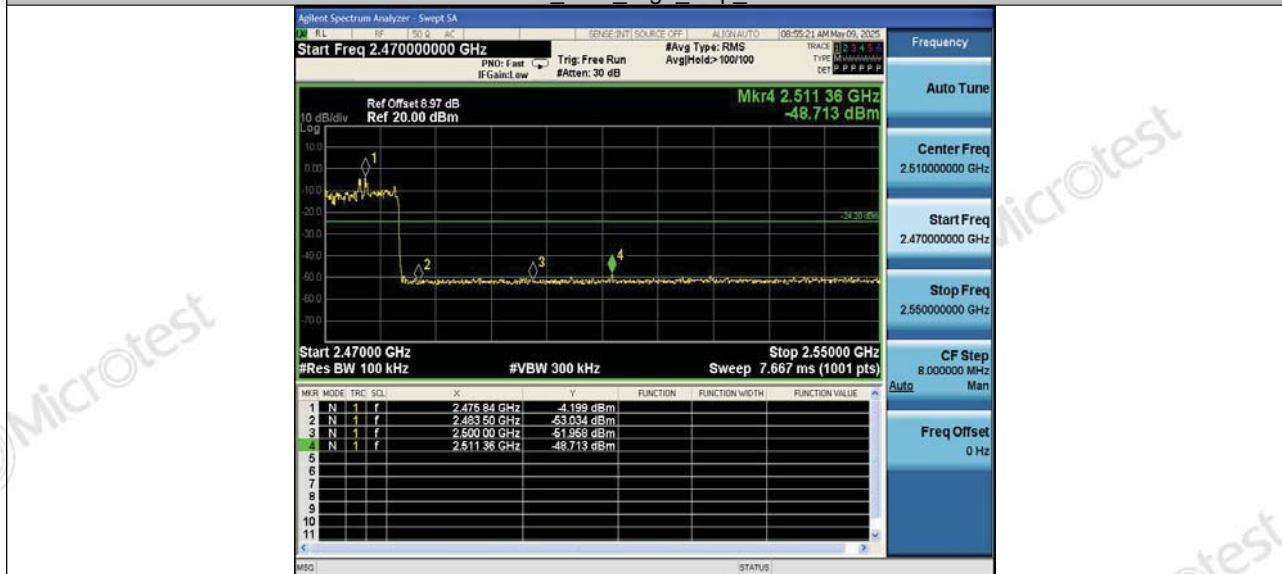 Agilent Spectrum Analyzer - Swept SA
RL RF 50 Ω AC SENSE:INT SOURCE OFF ALIGNAUTO 08:55:21 AM May 09, 2025
Start Freq 2.470000000 GHz
PNO: Fast
IFGain:Low
Trig: Free Run
#Atten: 30 dB
#Avg Type: RMS
Avg|Hold:> 100/100
TRACE 1 2 3 4 5 6
TYPE M W W W W W
DET P P P P P P
Frequency
Auto Tune
Center Freq
2.510000000 GHz
Start Freq
2.470000000 GHz
Stop Freq
2.550000000 GHz
CF Step
8.000000 MHz
Auto Man
Freq Offset
0 Hz
Mkr4 2.511 36 GHz
-48.713 dBm
Ref Offset 8.97 dB
10 dB/div Ref 20.00 dBm
Log
10.0
0.00
-10.0
-20.0
-30.0
-40.0
-50.0
-60.0
-70.0
1
2
3
4
-24.20 dBm
Start 2.47000 GHz Stop 2.55000 GHz
#Res BW 100 kHz #VBW 300 kHz Sweep 7.667 ms (1001 pts)
MKR MODE TRC SCL X Y FUNCTION FUNCTION WIDTH FUNCTION VALUE
1 N 1 f 2.475 84 GHz -4.199 dBm
2 N 1 f 2.483 50 GHz -53.034 dBm
3 N 1 f 2.500 00 GHz -51.958 dBm
4 N 1 f 2.511 36 GHz -48.713 dBm
5
6
7
8
9
10
11
MSG STATUS
Microtest
Microtest